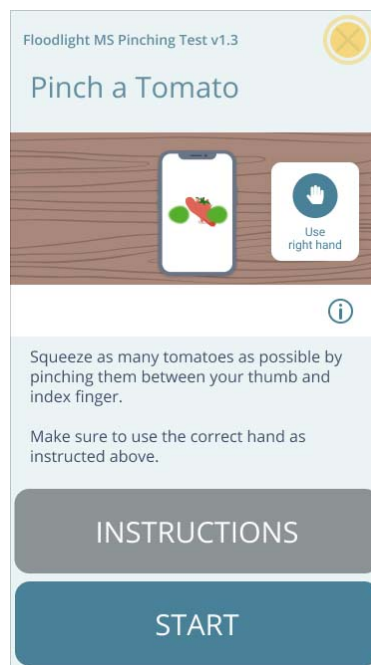 Floodlight MS Pinching Test v1.3
Pinch a Tomato
Use
right hand
Squeeze as many tomatoes as possible by
pinching them between your thumb and
index finger.
Make sure to use the correct hand as
instructed above.
INSTRUCTIONS
START